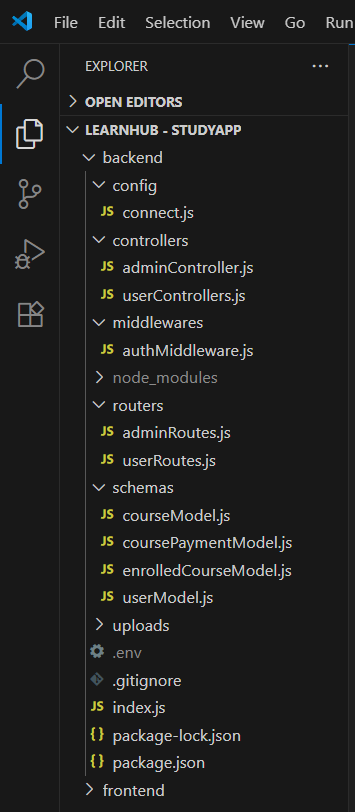 File Edit Selection View Go Run
EXPLORER ...
OPEN EDITORS
LEARNHUB - STUDYAPP
backend
config
JS connect.js
controllers
JS adminController.js
JS userControllers.js
middlewares
JS authMiddleware.js
node_modules
routers
JS adminRoutes.js
JS userRoutes.js
schemas
JS courseModel.js
JS coursePaymentModel.js
JS enrolledCourseModel.js
JS userModel.js
uploads
.env
.gitignore
JS index.js
{} package-lock.json
{} package.json
frontend